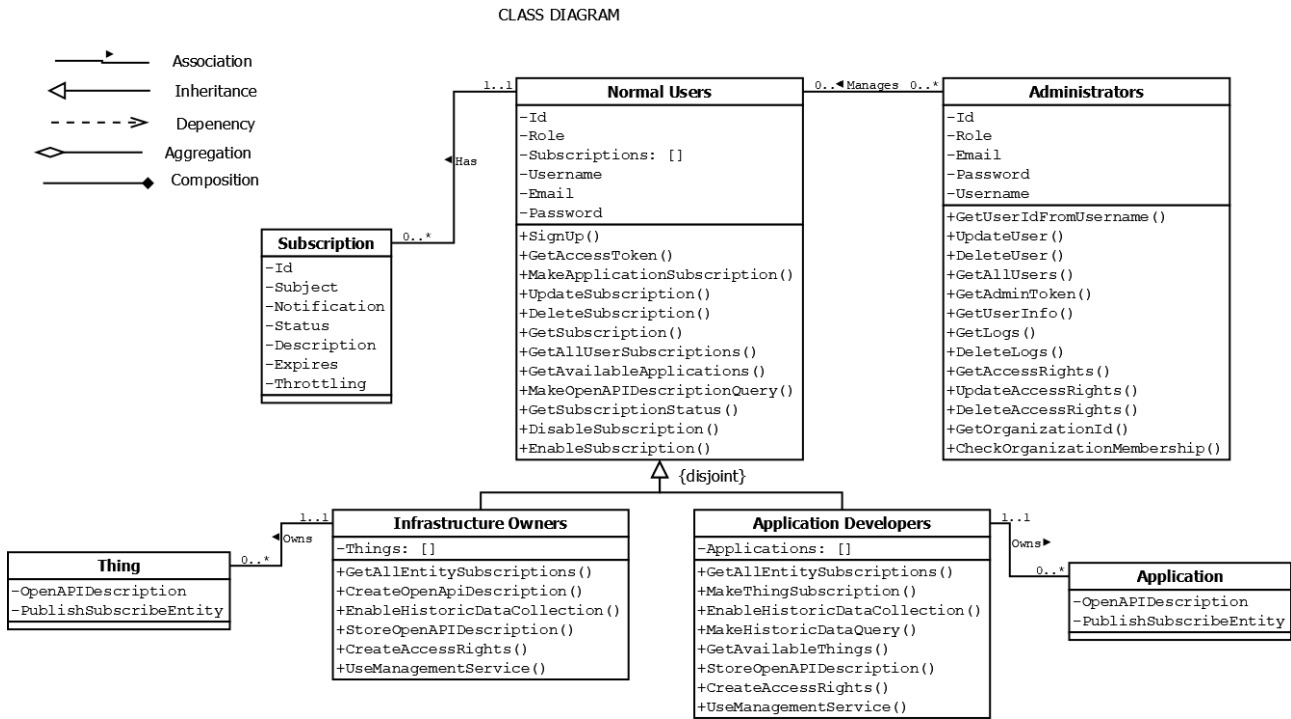 CLASS DIAGRAM
Association
Inheritance
Depenency
Aggregation
Composition
1..1
Normal Users
-Id
-Role
-Subscriptions: []
-Username
-Email
-Password
+SignUp()
+GetAccessToken()
+MakeApplicationSubscription()
+UpdateSubscription()
+DeleteSubscription()
+GetSubscription()
+GetAllUserSubscriptions()
+GetAvailableApplications()
+MakeOpenAPIDescriptionQuery()
+GetSubscriptionStatus()
+DisableSubscription()
+EnableSubscription()
0..◄Manages 0..*
Administrators
-Id
-Role
-Email
-Password
-Username
+GetUserIdFromUsername()
+UpdateUser()
+DeleteUser()
+GetAllUsers()
+GetAdminToken()
+GetUserInfo()
+GetLogs()
+DeleteLogs()
+GetAccessRights()
+UpdateAccessRights()
+DeleteAccessRights()
+GetOrganizationId()
+CheckOrganizationMembership()
◄Has
0..*
Subscription
-Id
-Subject
-Notification
-Status
-Description
-Expires
-Throttling
{disjoint}
1..1
Infrastructure Owners
-Things: []
+GetAllEntitySubscriptions()
+CreateOpenApiDescription()
+EnableHistoricDataCollection()
+StoreOpenAPIDescription()
+CreateAccessRights()
+UseManagementService()
◄Owns
0..*
Thing
-OpenAPIDescription
-PublishSubscribeEntity
Application Developers
-Applications: []
+GetAllEntitySubscriptions()
+MakeThingSubscription()
+EnableHistoricDataCollection()
+MakeHistoricDataQuery()
+GetAvailableThings()
+StoreOpenAPIDescription()
+CreateAccessRights()
+UseManagementService()
1..1
Owns►
0..*
Application
-OpenAPIDescription
-PublishSubscribeEntity